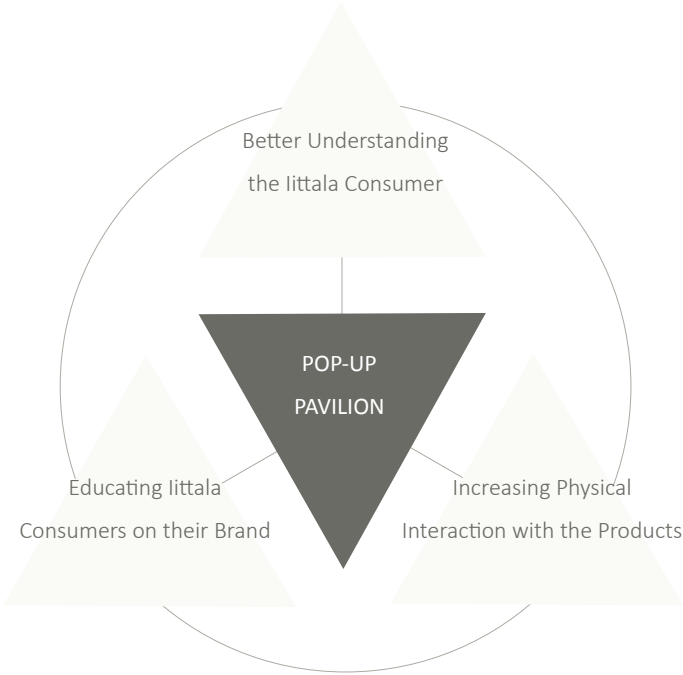 Better Understanding
the Iittala Consumer
POP-UP
PAVILION
Educating Iittala
Consumers on their Brand
Increasing Physical
Interaction with the Products